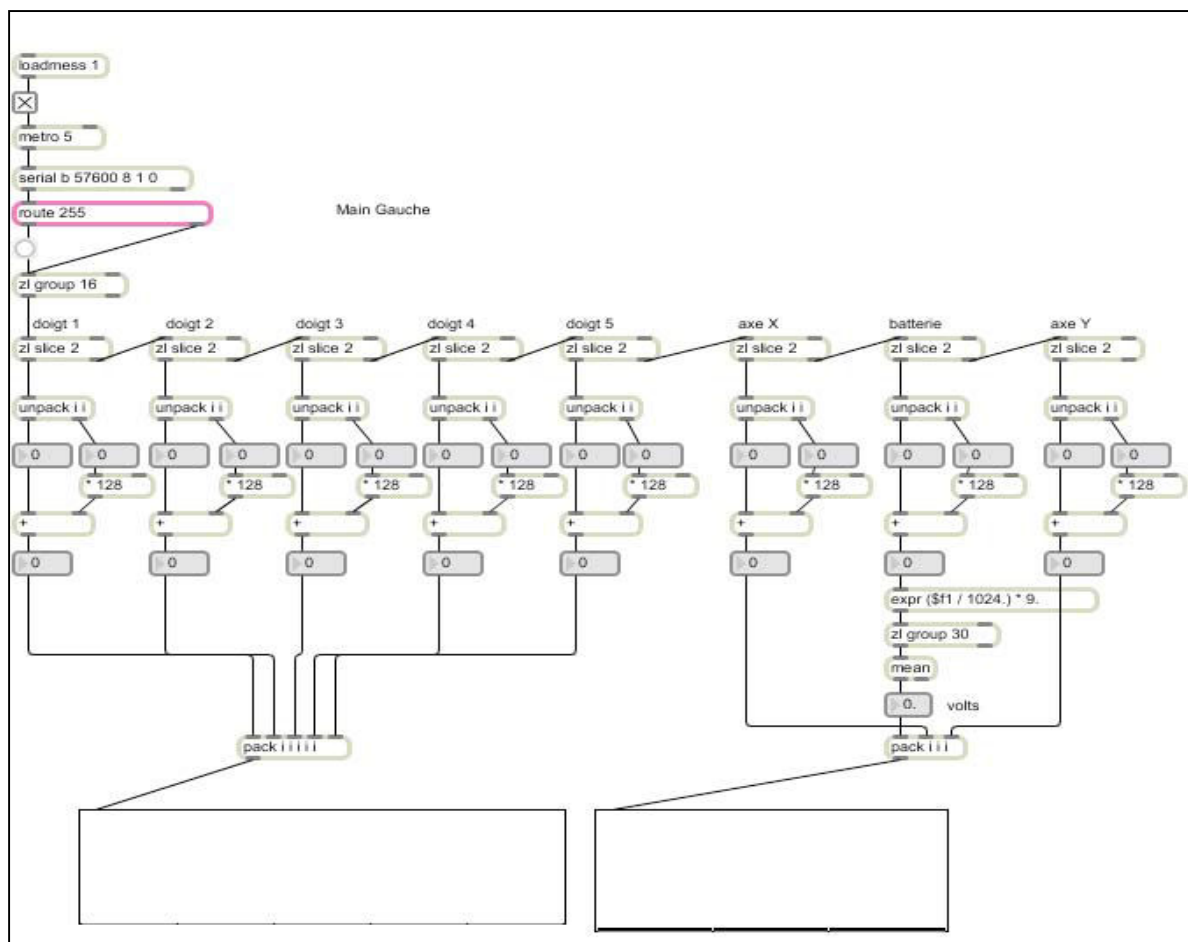 loadmess 1
metro 5
serial b 57600 8 1 0
route 255
Main Gauche
zl group 16
doigt 1 doigt 2 doigt 3 doigt 4 doigt 5 axe X batterie axe Y
zl slice 2 zl slice 2 zl slice 2 zl slice 2 zl slice 2 zl slice 2 zl slice 2 zl slice 2
unpack i i unpack i i unpack i i unpack i i unpack i i unpack i i unpack i i unpack i i
0 0 0 0 0 0 0 0 0 0 0 0 0 0 0 0
* 128 * 128 * 128 * 128 * 128 * 128 * 128 * 128
+ + + + + + + +
0 0 0 0 0 0 0 0
expr ($f1 / 1024.) * 9.
zl group 30
mean
0. volts
pack i i i i i pack i i i